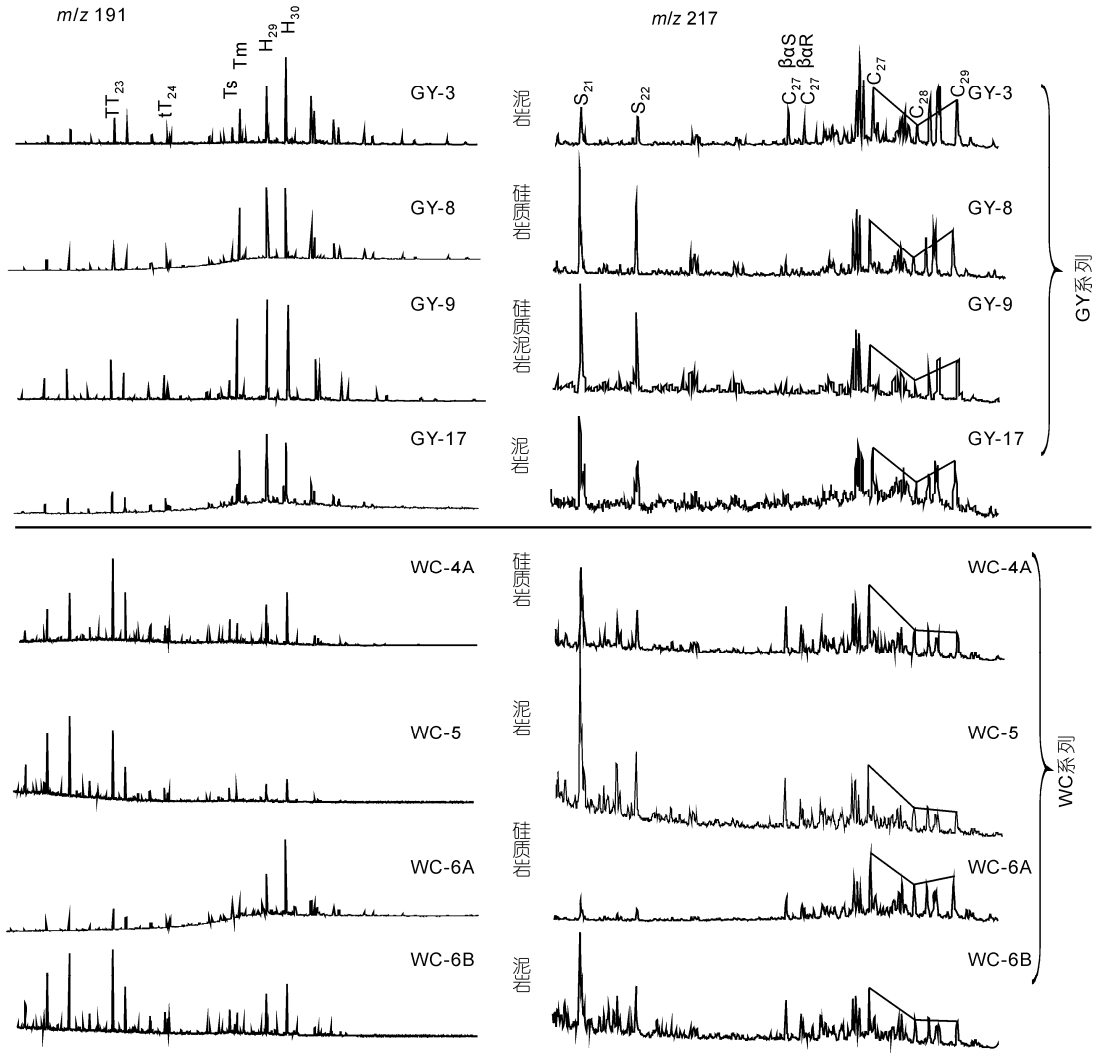 m/z 191
m/z 217
TT23
tT24
Ts
Tm
H29
H30
GY-3
泥岩
S21
S22
C27 βαS
C27 βαR
C27
C28
C29
GY-3
GY-8
硅质岩
GY-8
GY-9
硅质泥岩
GY-9
GY-17
泥岩
GY-17
GY系列
WC-4A
硅质岩
WC-4A
WC-5
泥岩
WC-5
WC-6A
硅质岩
WC-6A
WC-6B
泥岩
WC-6B
WC系列